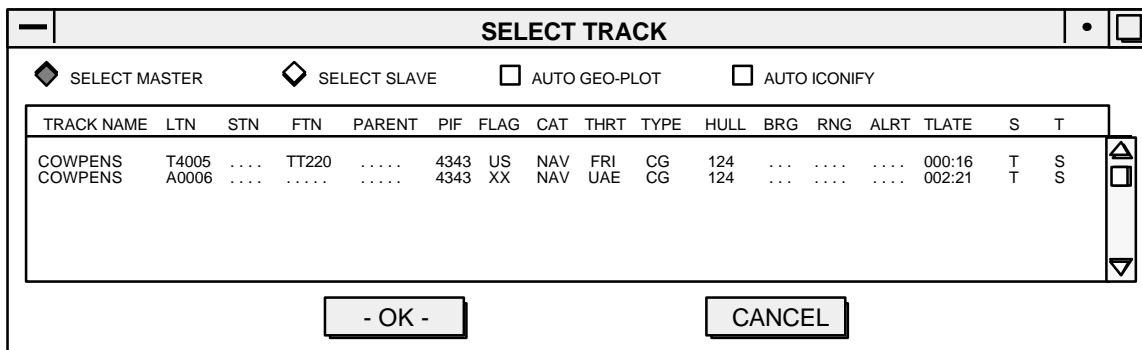 SELECT TRACK
SELECT MASTER SELECT SLAVE AUTO GEO-PLOT AUTO ICONIFY
TRACK NAME LTN STN FTN PARENT PIF FLAG CAT THRT TYPE HULL BRG RNG ALRT TLATE S T
COWPENS T4005 . . . . TT220 . . . . . 4343 US NAV FRI CG 124 . . . . . . . . . . . 000:16 T S
COWPENS A0006 . . . . . . . . . . . . . . 4343 XX NAV UAE CG 124 . . . . . . . . . . . 002:21 T S
- OK - CANCEL